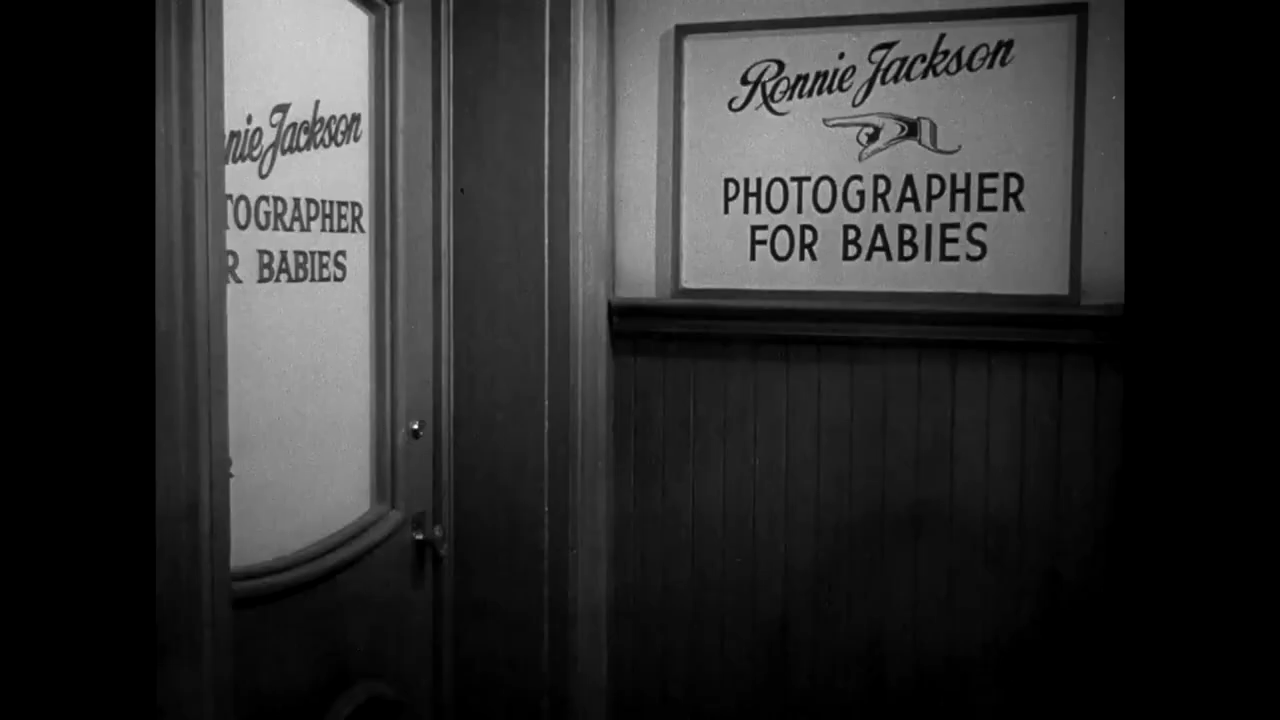 nie Jackson
TOGRAPHER
R BABIES
Ronnie Jackson
PHOTOGRAPHER
FOR BABIES